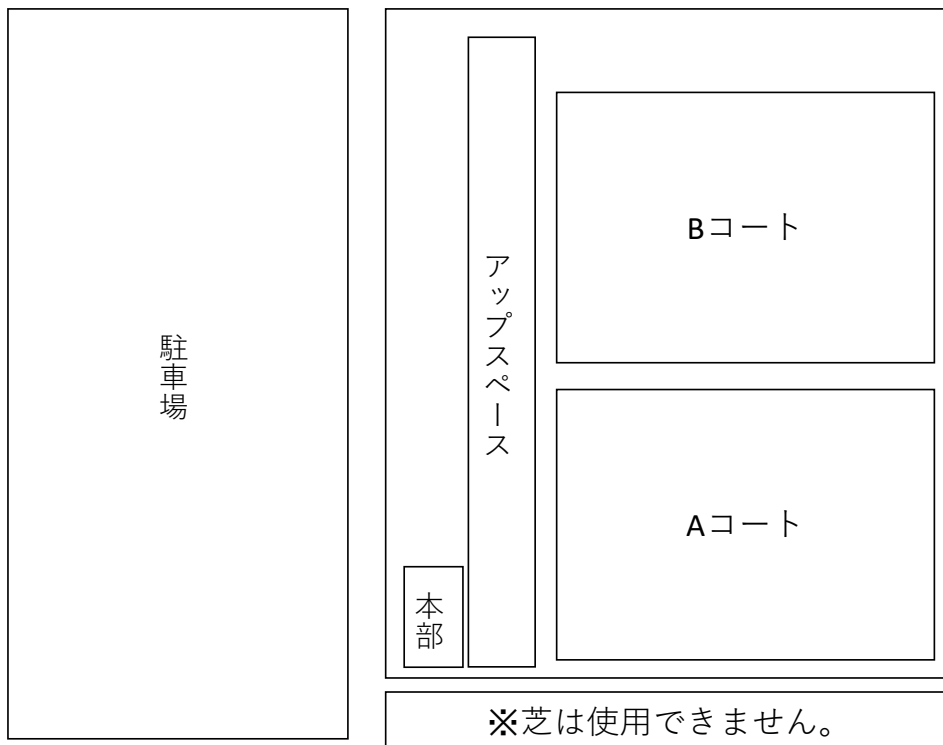 駐車場
アップスペース
Bコート
Aコート
本部
※芝は使用できません。